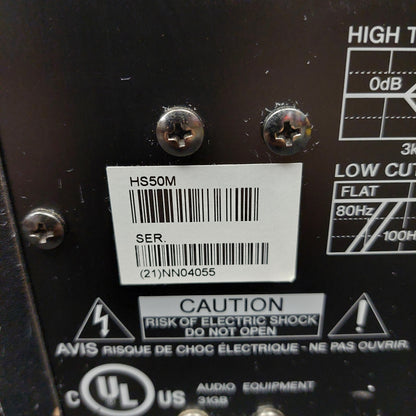 HIGH T
0dB
3k
LOW CUT
FLAT
80Hz
100H
HS50M
SER.
(21)NN04055
CAUTION
RISK OF ELECTRIC SHOCK
DO NOT OPEN
AVIS RISQUE DE CHOC ÉLECTRIQUE - NE PAS OUVRIR
C UL US
AUDIO EQUIPMENT
31GB